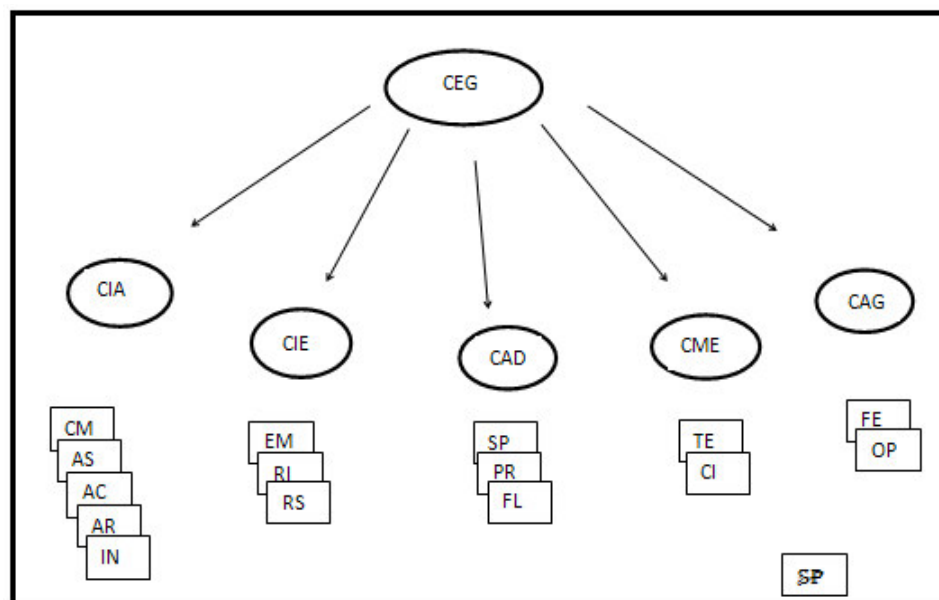 CEG
CIA
CIE
CAD
CME
CAG
CM
AS
AC
AR
IN
EM
RI
RS
SP
PR
FL
TE
CI
FE
OP
SP